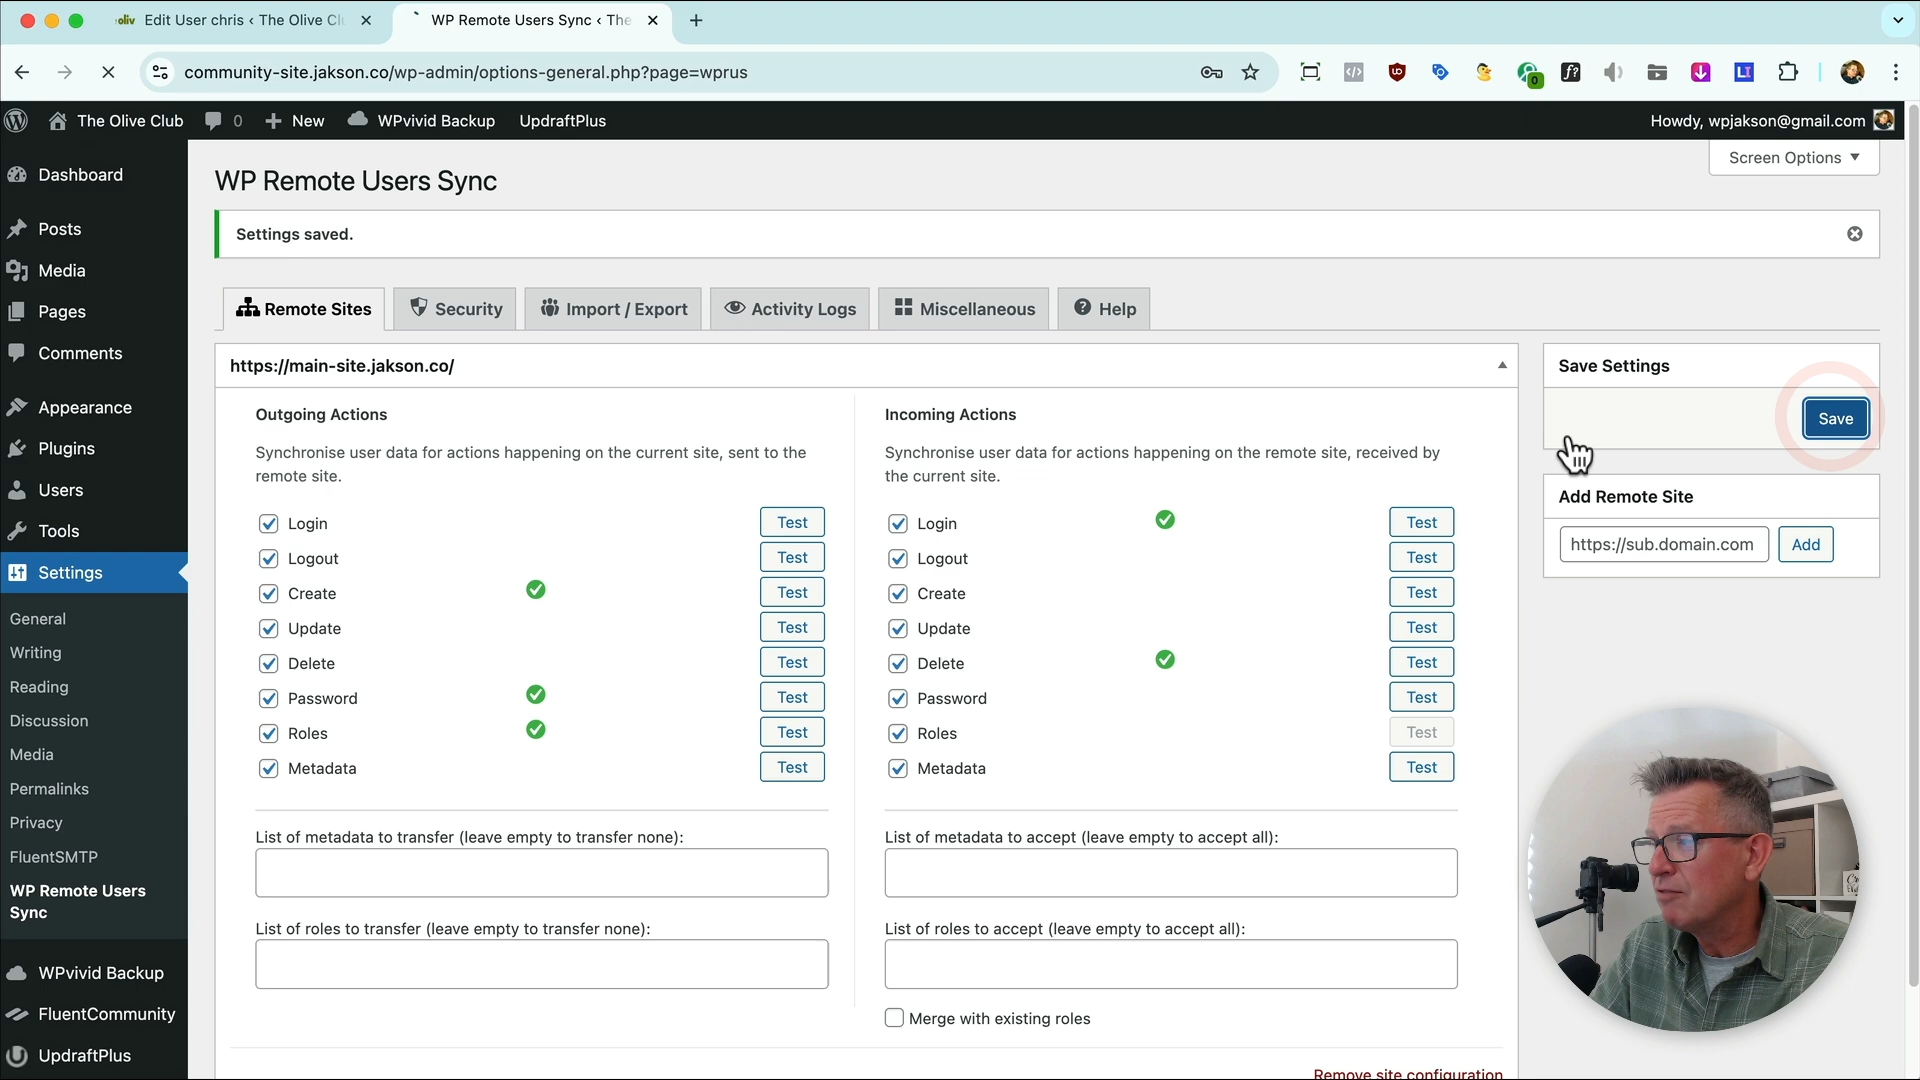 oliv Edit User chris ‹ The Olive Cl
WP Remote Users Sync ‹ The
community-site.jakson.co/wp-admin/options-general.php?page=wprus
The Olive Club 0 New WPvivid Backup UpdraftPlus
Howdy, wpjakson@gmail.com
Screen Options
Dashboard
Posts
Media
Pages
Comments
Appearance
Plugins
Users
Tools
Settings
General
Writing
Reading
Discussion
Media
Permalinks
Privacy
FluentSMTP
WP Remote Users
Sync
WPvivid Backup
FluentCommunity
UpdraftPlus
WP Remote Users Sync
Settings saved.
Remote Sites Security Import / Export Activity Logs Miscellaneous Help
https://main-site.jakson.co/
Outgoing Actions
Synchronise user data for actions happening on the current site, sent to the
remote site.
Login Test
Logout Test
Create Test
Update Test
Delete Test
Password Test
Roles Test
Metadata Test
List of metadata to transfer (leave empty to transfer none):
List of roles to transfer (leave empty to transfer none):
Incoming Actions
Synchronise user data for actions happening on the remote site, received by
the current site.
Login Test
Logout Test
Create Test
Update Test
Delete Test
Password Test
Roles Test
Metadata Test
List of metadata to accept (leave empty to accept all):
List of roles to accept (leave empty to accept all):
Merge with existing roles
Remove site configuration
Save Settings
Save
Add Remote Site
https://sub.domain.com Add